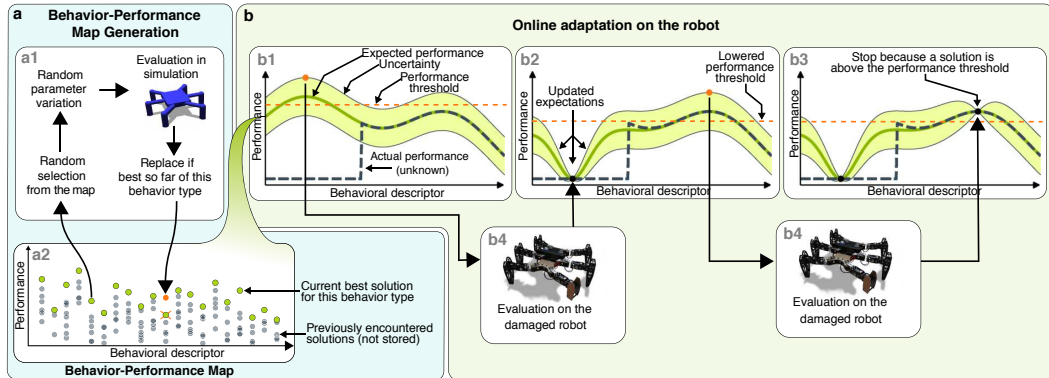 a
Behavior-Performance
Map Generation
a1
Random
parameter
variation
Evaluation in
simulation
Random
selection
from the map
Replace if
best so far of this
behavior type
a2
Performance
Behavioral descriptor
Current best solution
for this behavior type
Previously encountered
solutions (not stored)
Behavior-Performance Map
b
Online adaptation on the robot
b1
Expected performance
Uncertainty
Performance
threshold
Performance
Actual performance
(unknown)
Behavioral descriptor
b2
Updated
expectations
Lowered
performance
threshold
Performance
Behavioral descriptor
b3
Stop because a solution is
above the performance threshold
Performance
Behavioral descriptor
b4
Evaluation on the
damaged robot
b4
Evaluation on the
damaged robot